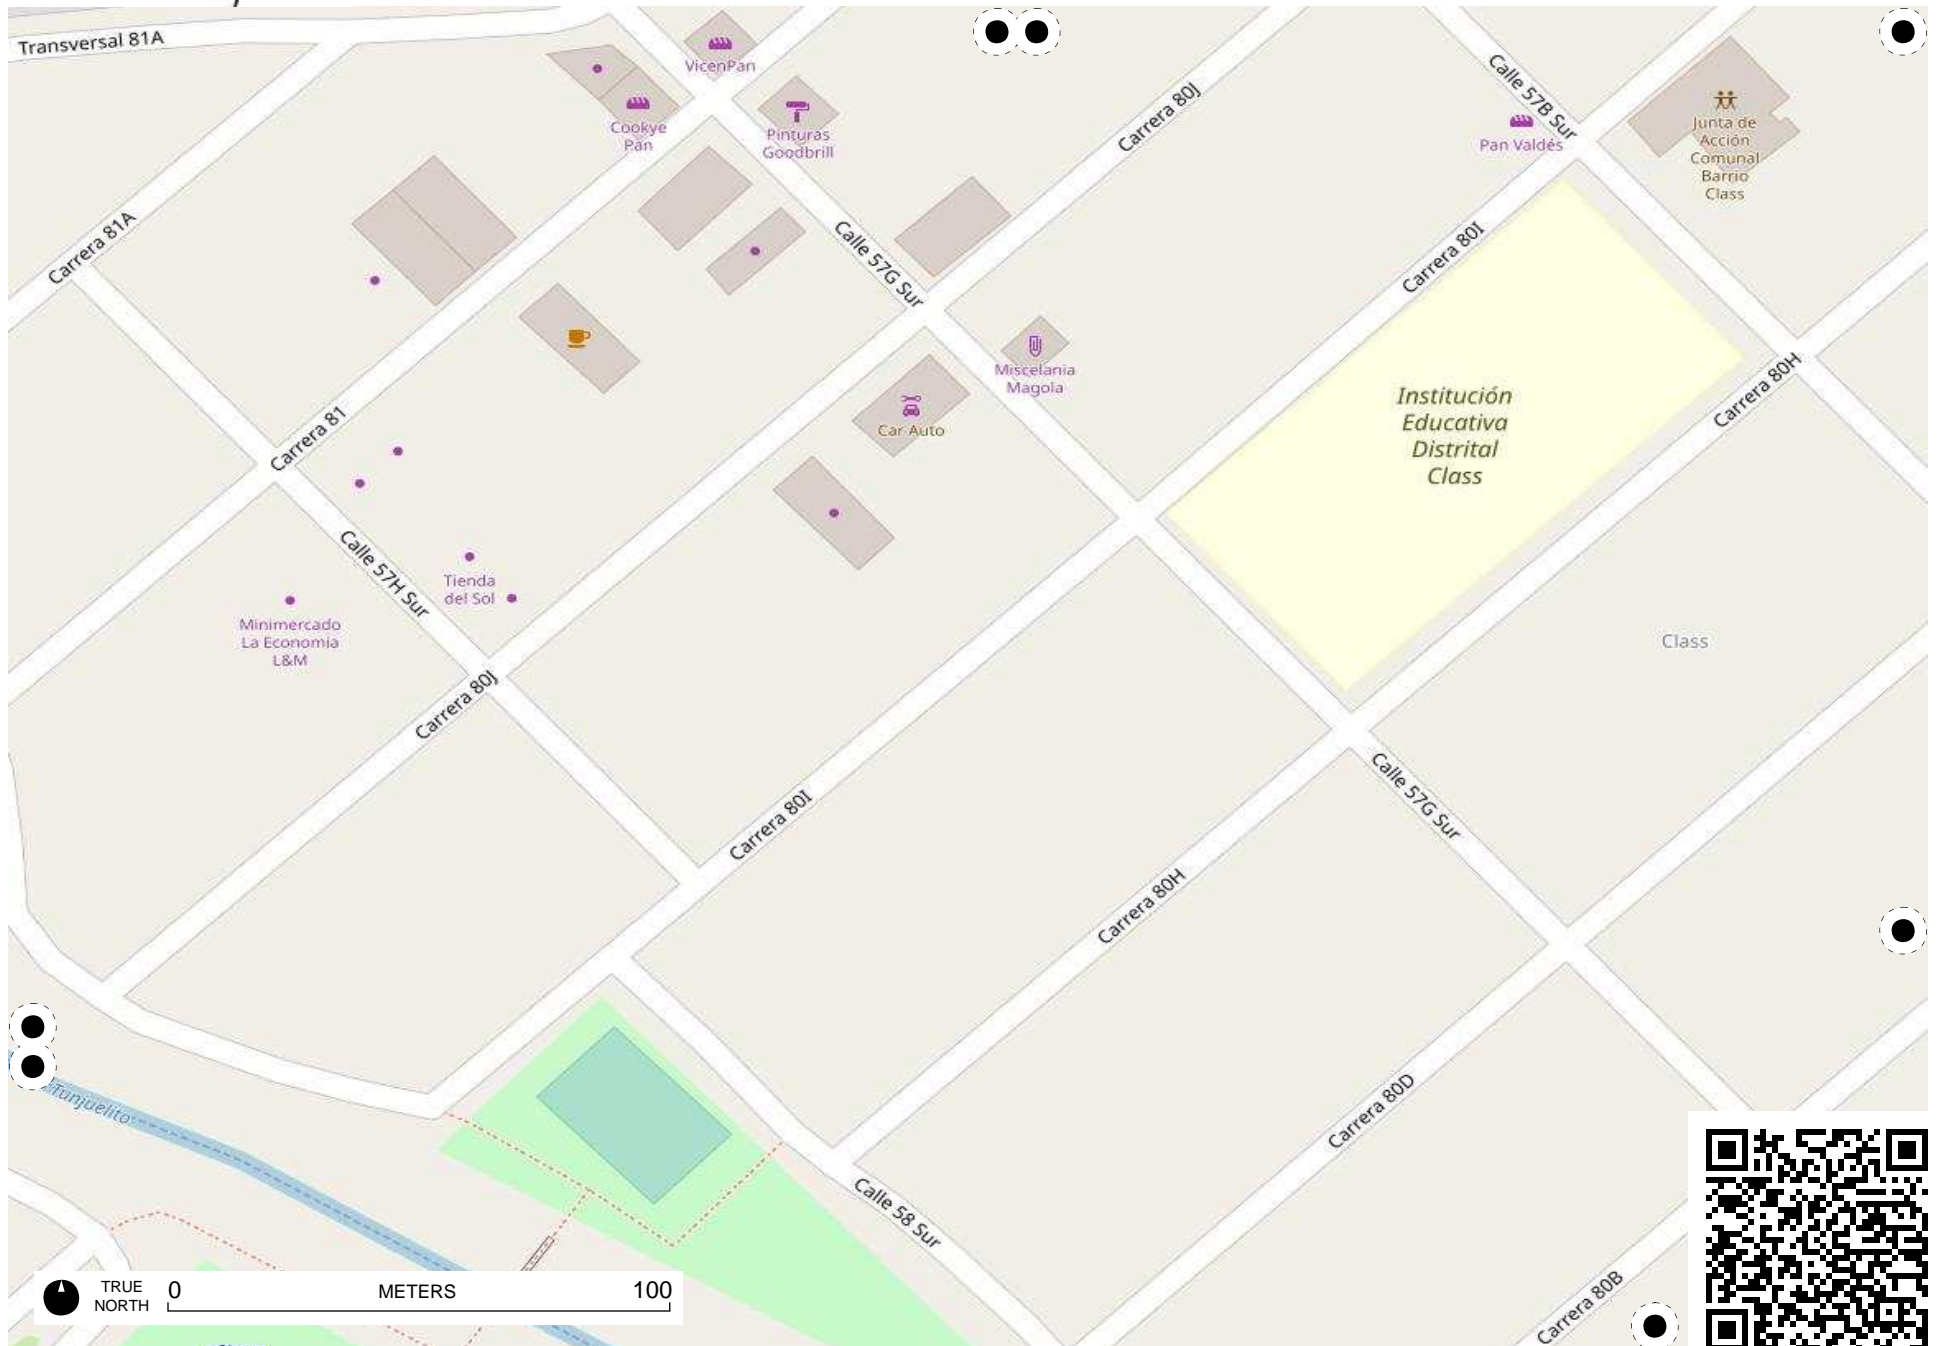 Transversal 81A
VicenPan
Cookye
Pan
Pinturas
Goodbrill
Carrera 80J
Calle 57B Sur
Pan Valdés
Junta de
Acción
Comunal
Barrio
Class
Carrera 81A
Calle 57G Sur
Carrera 80I
Miscelania
Magola
Car Auto
Institución
Educativa
Distrital
Class
Carrera 80H
Carrera 81
Calle 57H Sur
Tienda
del Sol
Minimercado
La Economía
L&M
Class
Carrera 80J
Carrera 80I
Calle 57G Sur
Carrera 80H
Tunjuelito
Carrera 80D
Calle 58 Sur
Carrera 80B
TRUE
NORTH
0 METERS 100